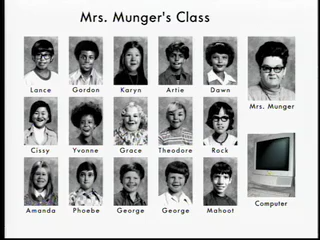 Mrs. Munger's Class
Lance Gordon Karyn Artie Dawn
Mrs. Munger
Cissy Yvonne Grace Theodore Rock
Amanda Phoebe George George Mahoot
Computer